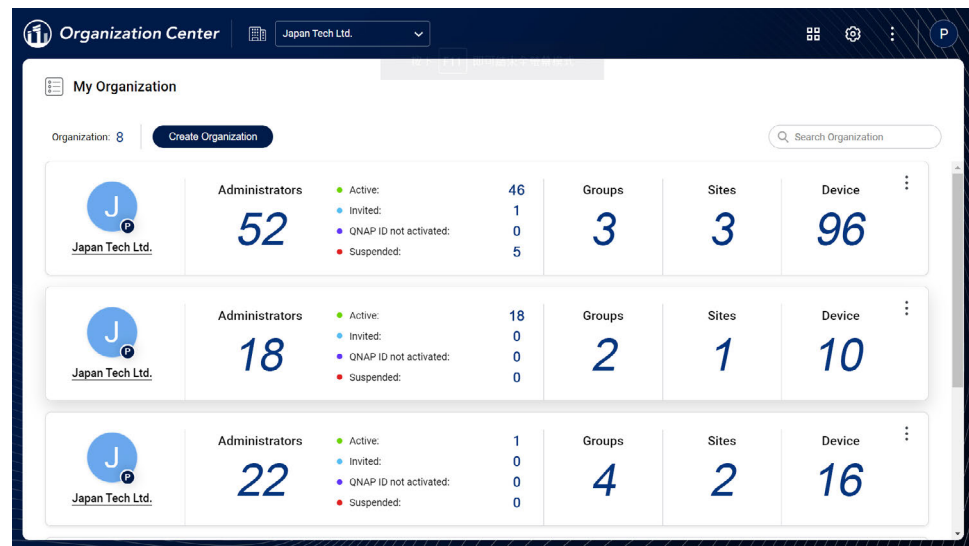 Organization Center
Japan Tech Ltd.
P
My Organization
Organization: 8
Create Organization
Search Organization
J
P
Japan Tech Ltd.
Administrators
52
Active: 46
Invited: 1
QNAP ID not activated: 0
Suspended: 5
Groups
3
Sites
3
Device
96
J
P
Japan Tech Ltd.
Administrators
18
Active: 18
Invited: 0
QNAP ID not activated: 0
Suspended: 0
Groups
2
Sites
1
Device
10
J
P
Japan Tech Ltd.
Administrators
22
Active: 1
Invited: 0
QNAP ID not activated: 0
Suspended: 0
Groups
4
Sites
2
Device
16